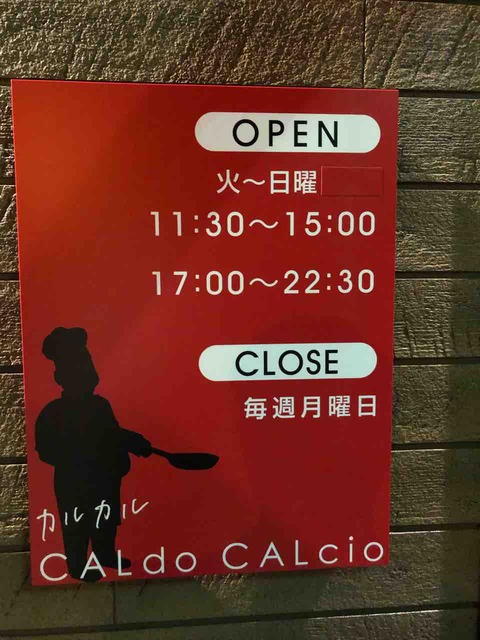 OPEN
火～日曜
11:30～15:00
17:00～22:30
CLOSE
毎週月曜日
カルカル
CALdo CALcio